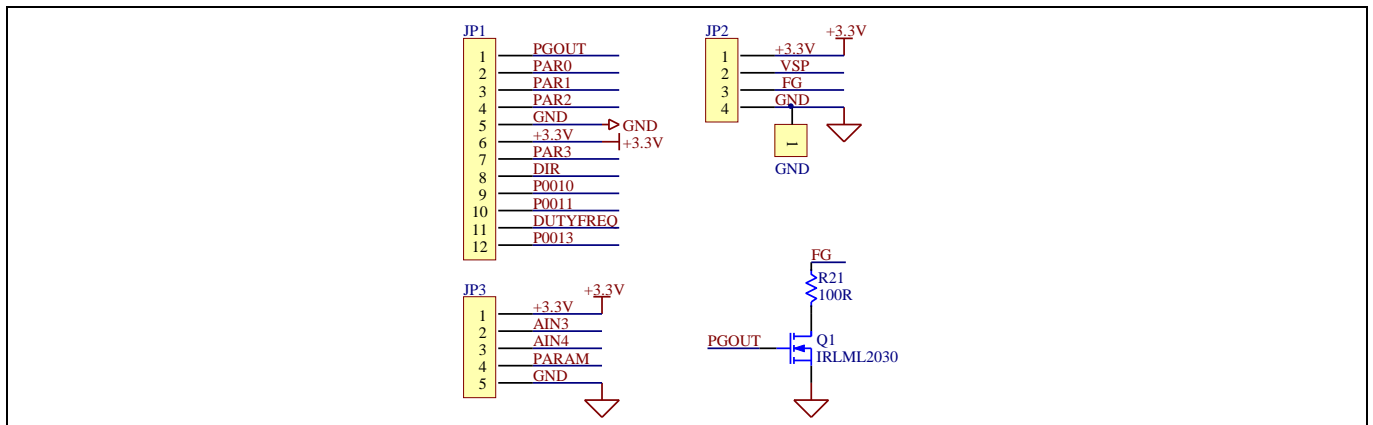 JP1
1 PGOUT
2 PAR0
3 PAR1
4 PAR2
5 GND GND
6 +3.3V +3.3V
7 PAR3
8 DIR
9 P0010
10 P0011
11 DUTYFREQ
12 P0013
JP2
+3.3V
1 +3.3V
2 VSP
3 FG
4 GND
1
GND
JP3
+3.3V
1 +3.3V
2 AIN3
3 AIN4
4 PARAM
5 GND
FG
R21
100R
PGOUT
Q1
IRLML2030